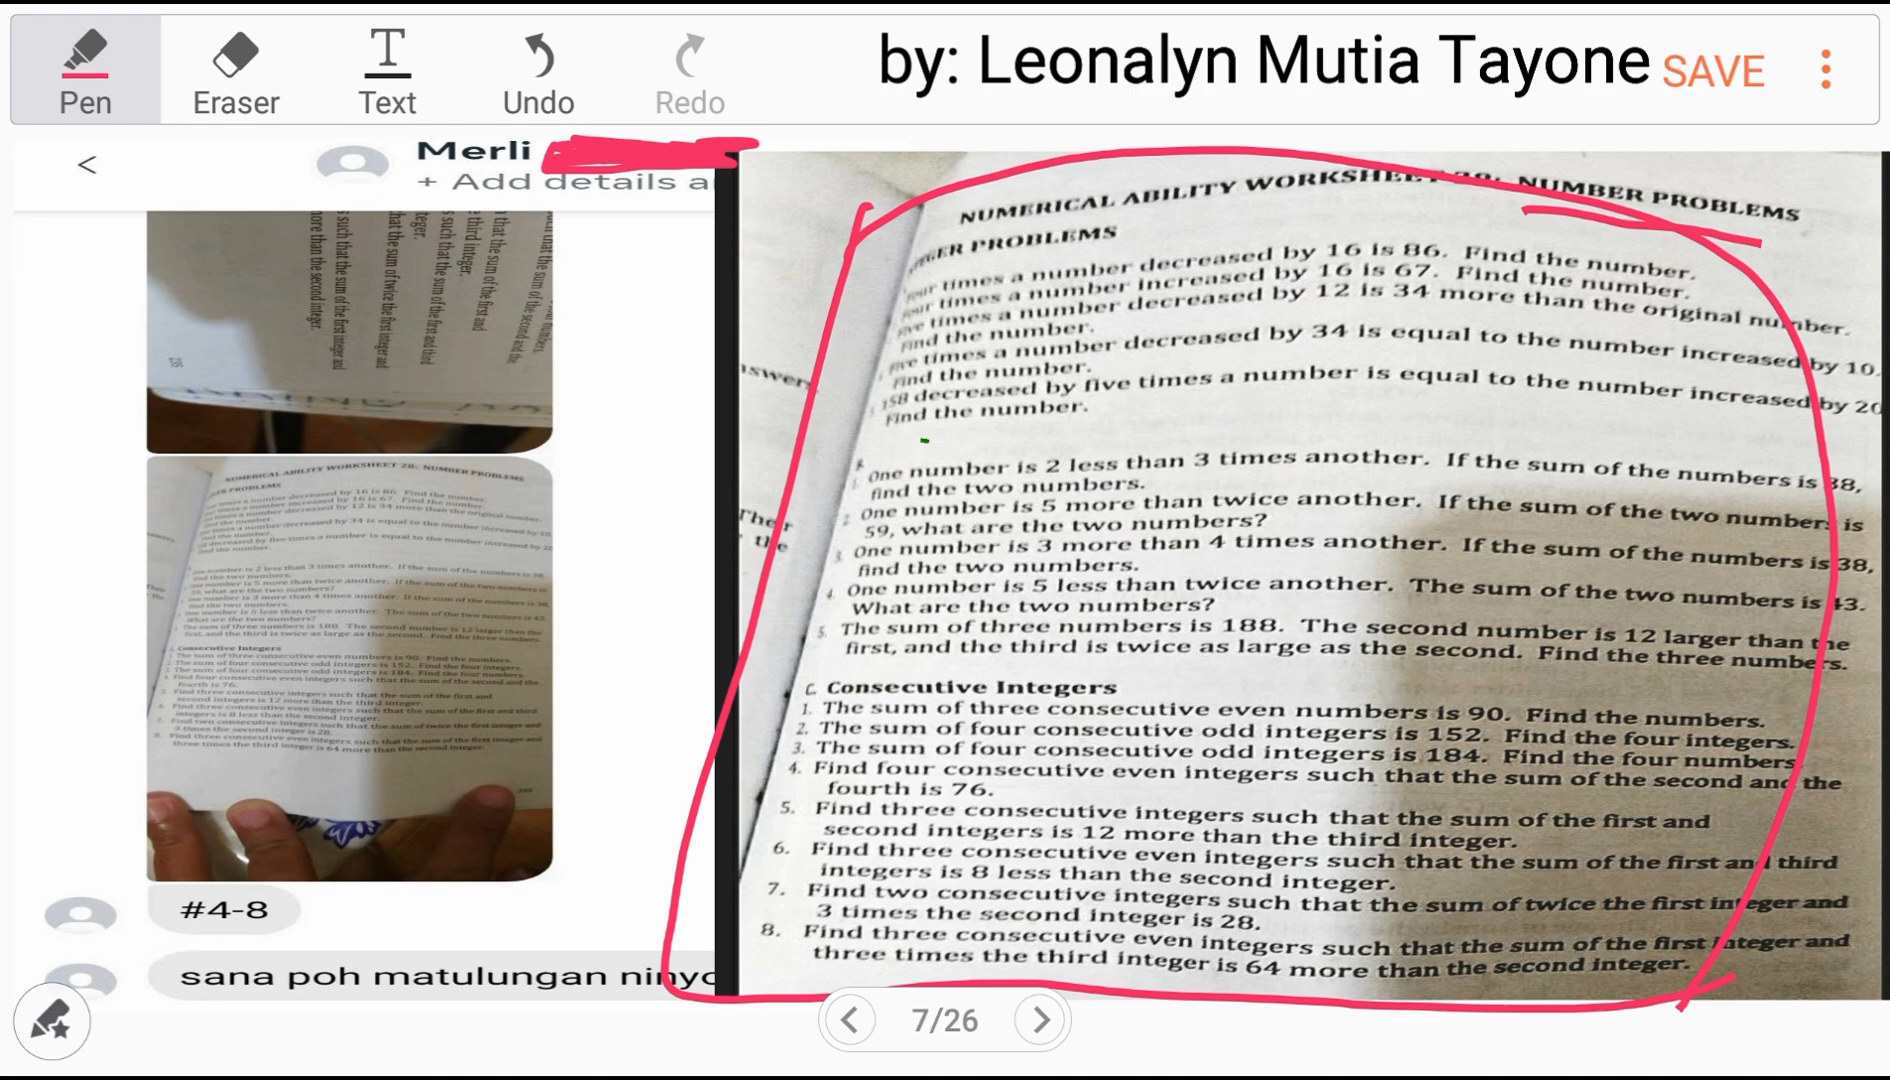 Pen
Eraser
Text
Undo
Redo
by: Leonalyn Mutia Tayone
SAVE
Merli
+ Add details a
#4-8
sana poh matulungan niny
NUMERICAL ABILITY WORKSHEET 28: NUMBER PROBLEMS
PROBLEMS
times a number decreased by 16 is 86. Find the number.
times a number increased by 16 is 67. Find the number.
times a number decreased by 12 is 34 more than the original number.
Find the number.
times a number decreased by 34 is equal to the number increased by 10.
Find the number.
158 decreased by five times a number is equal to the number increased by 20
Find the number.
One number is 2 less than 3 times another. If the sum of the numbers is 38,
find the two numbers.
2. One number is 5 more than twice another. If the sum of the two numbers is
59, what are the two numbers?
3. One number is 3 more than 4 times another. If the sum of the numbers is 38,
find the two numbers.
4. One number is 5 less than twice another. The sum of the two numbers is 43.
What are the two numbers?
5. The sum of three numbers is 188. The second number is 12 larger than the
first, and the third is twice as large as the second. Find the three numbers.
C. Consecutive Integers
1. The sum of three consecutive even numbers is 90. Find the numbers.
2. The sum of four consecutive odd integers is 152. Find the four integers.
3. The sum of four consecutive odd integers is 184. Find the four numbers
4. Find four consecutive even integers such that the sum of the second and the
fourth is 76.
5. Find three consecutive integers such that the sum of the first and
second integers is 12 more than the third integer.
6. Find three consecutive even integers such that the sum of the first and third
integers is 8 less than the second integer.
7. Find two consecutive integers such that the sum of twice the first integer and
3 times the second integer is 28.
8. Find three consecutive even integers such that the sum of the first integer and
three times the third integer is 64 more than the second integer.
7/26